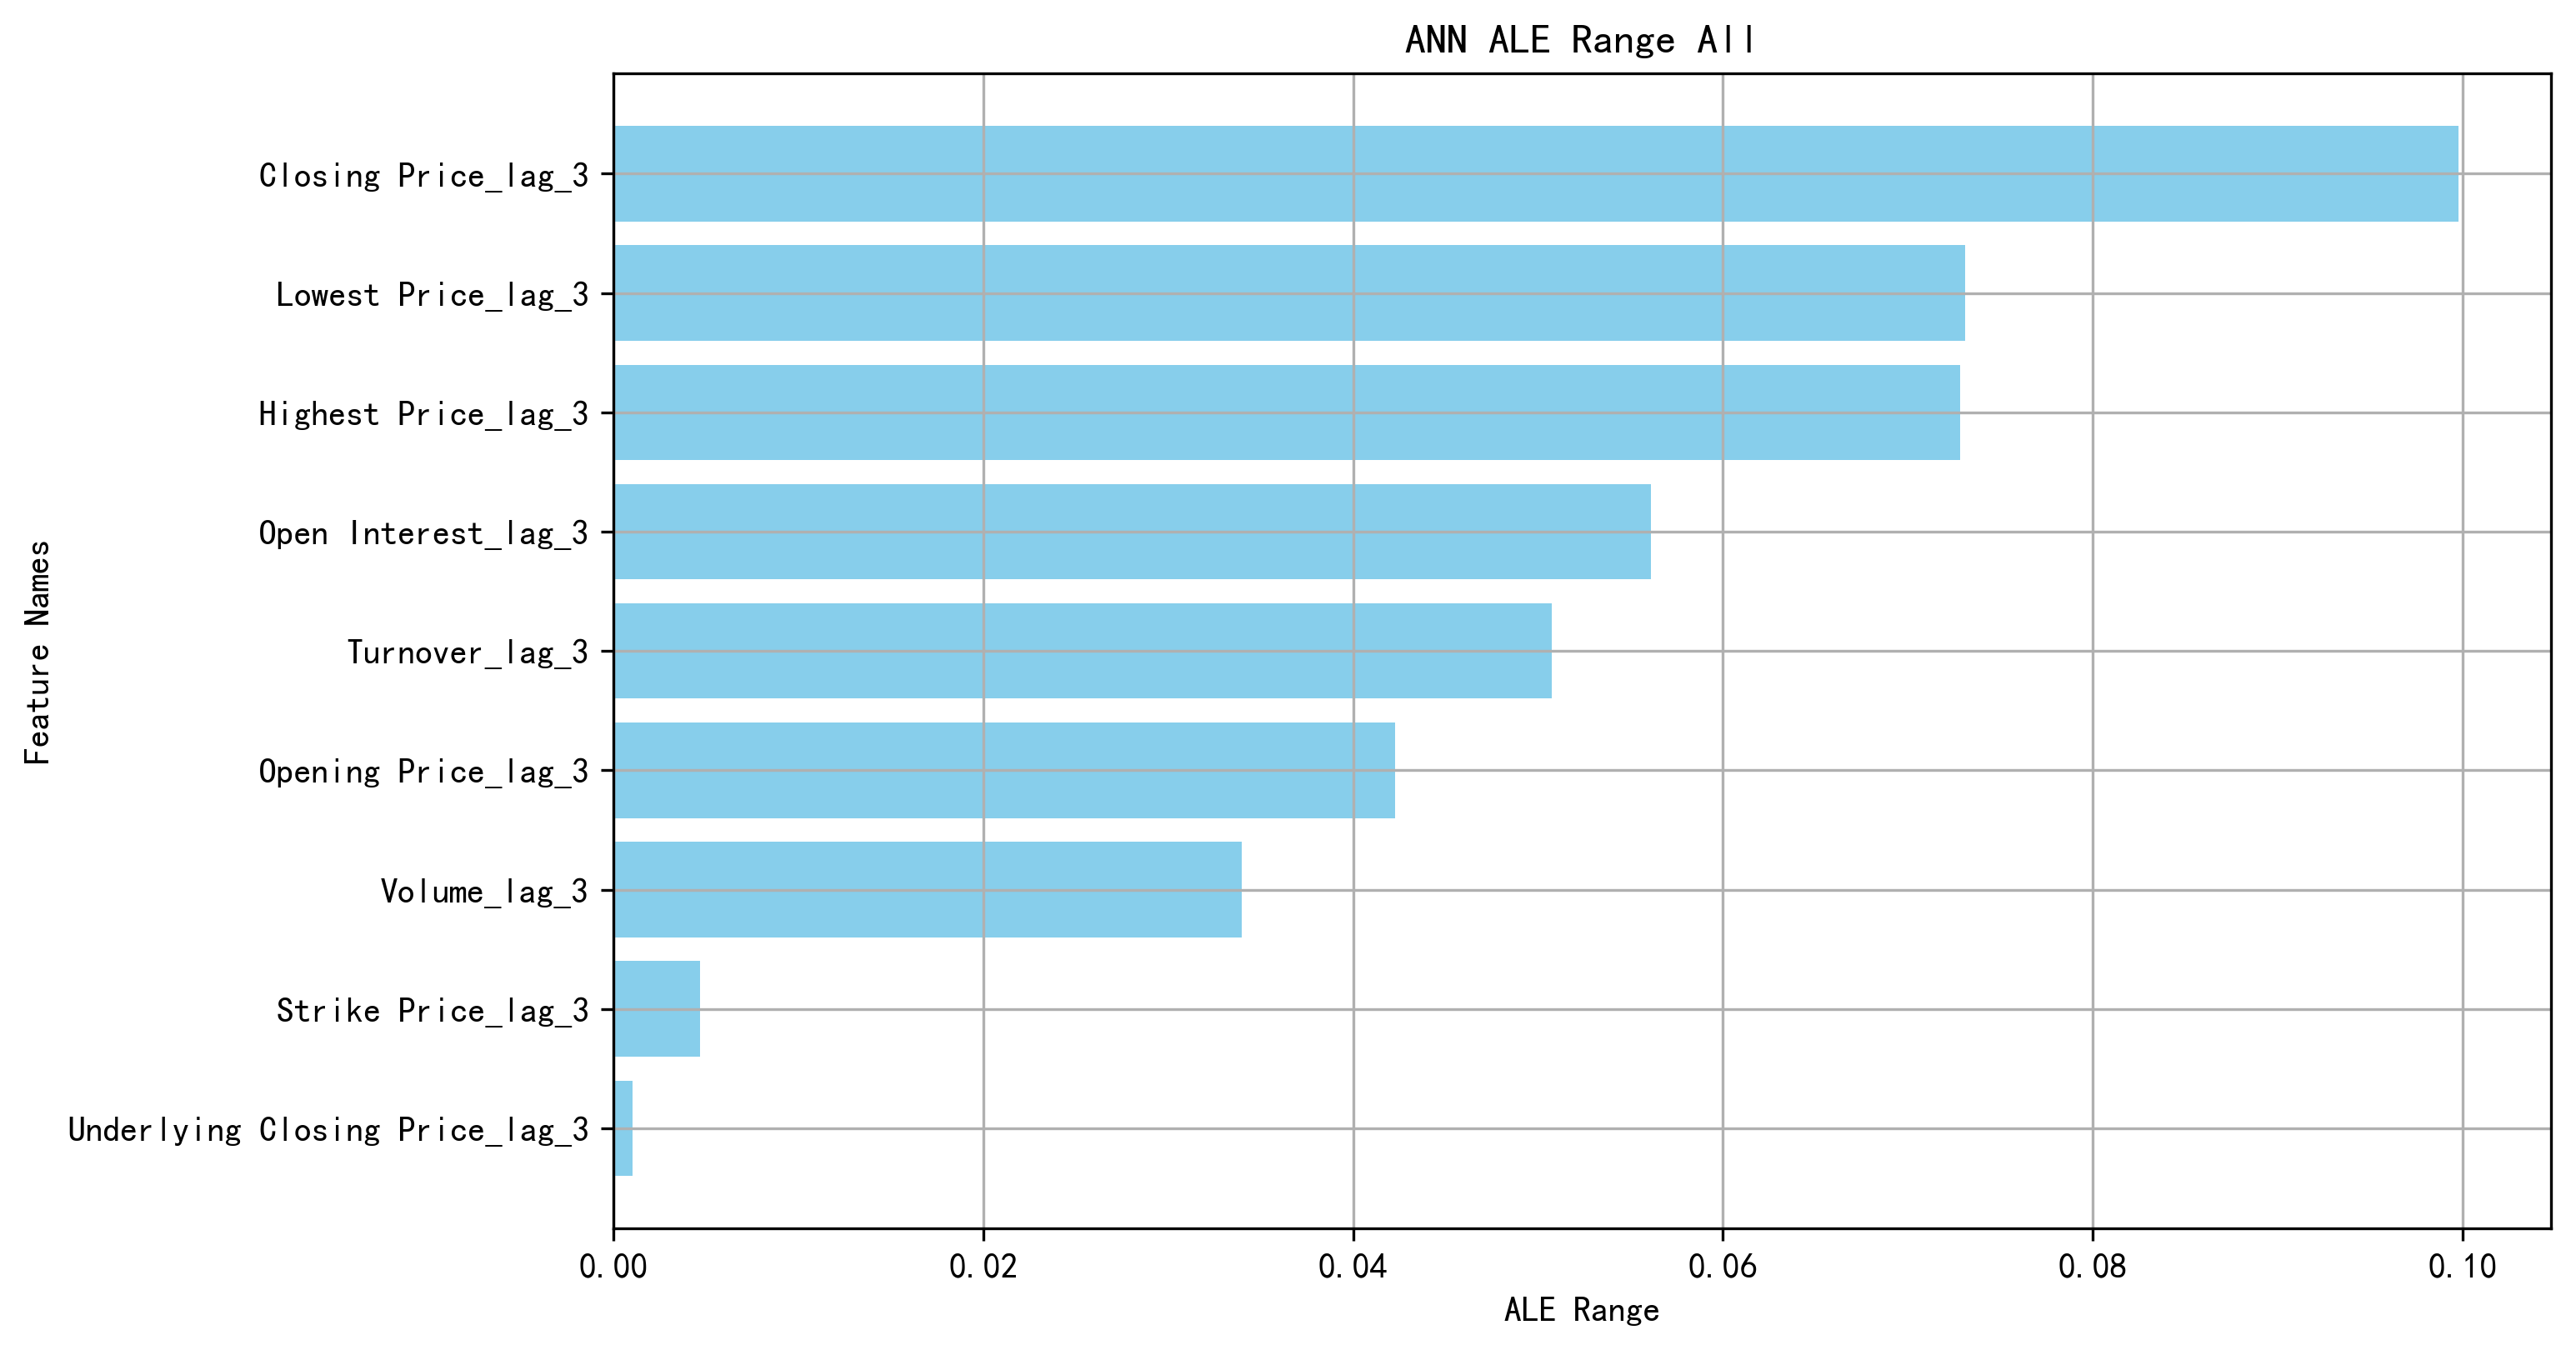 ANN ALE Range All
Closing Price_lag_3
Lowest Price_lag_3
Highest Price_lag_3
Open Interest_lag_3
Turnover_lag_3
Opening Price_lag_3
Volume_lag_3
Strike Price_lag_3
Underlying Closing Price_lag_3
Feature Names
0.00 0.02 0.04 0.06 0.08 0.10
ALE Range